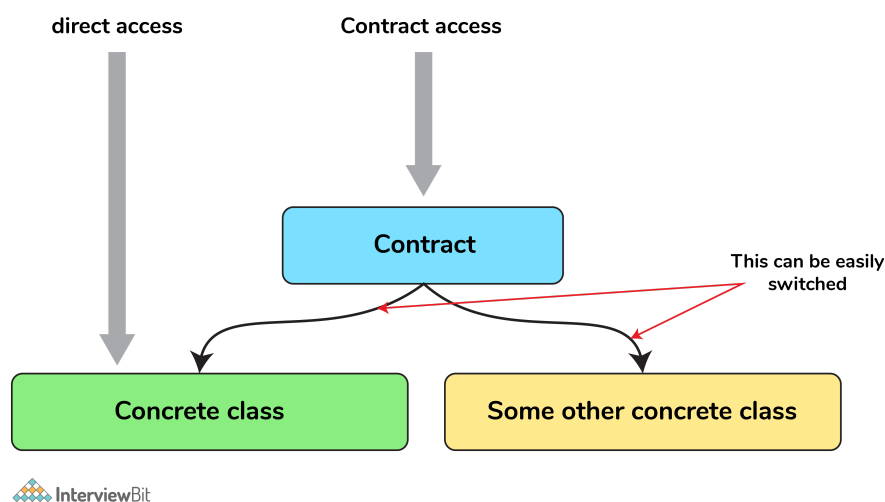 direct access
Contract access
Contract
This can be easily
switched
Concrete class
Some other concrete class
InterviewBit